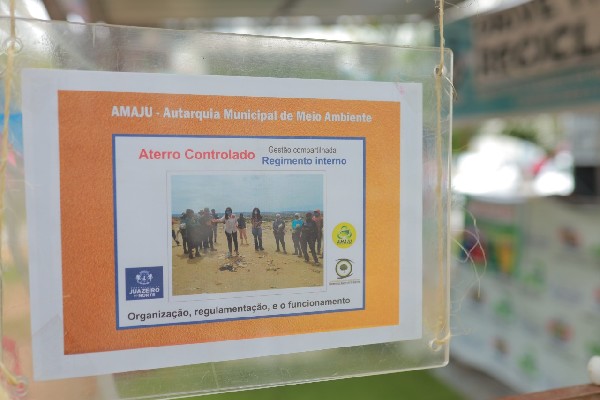 AMAJU - Autarquia Municipal de Meio Ambiente
Aterro Controlado
Gestão compartilhada
Regimento interno
AMAJU
JUAZEIRO
DO NORTE
Organização, regulamentação, e o funcionamento
RECICL